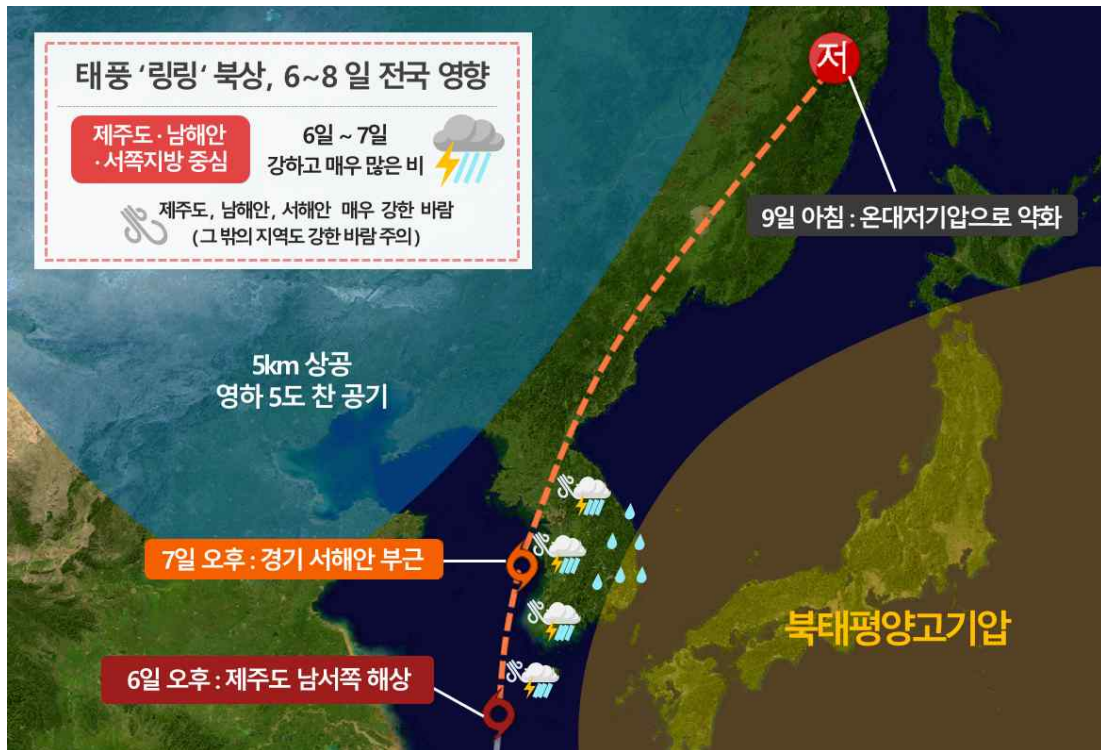 태풍 '링링' 북상, 6~8일 전국 영향
제주도·남해안
·서쪽지방 중심
6일 ~ 7일
강하고 매우 많은 비
제주도, 남해안, 서해안 매우 강한 바람
(그 밖의 지역도 강한 바람 주의)
저
9일 아침 : 온대저기압으로 약화
5km 상공
영하 5도 찬 공기
7일 오후 : 경기 서해안 부근
북태평양고기압
6일 오후 : 제주도 남서쪽 해상